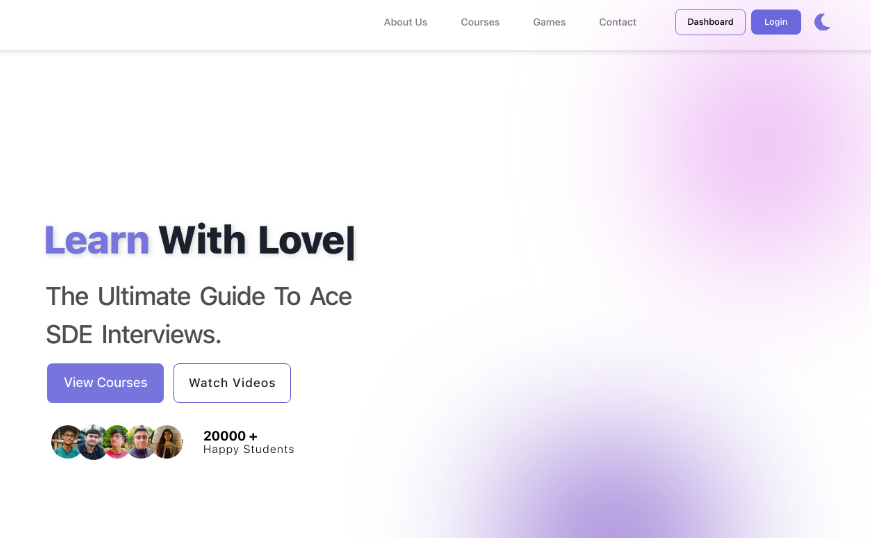 About Us Courses Games Contact Dashboard Login
Learn With Love|
The Ultimate Guide To Ace
SDE Interviews.
View Courses Watch Videos
20000 +
Happy Students